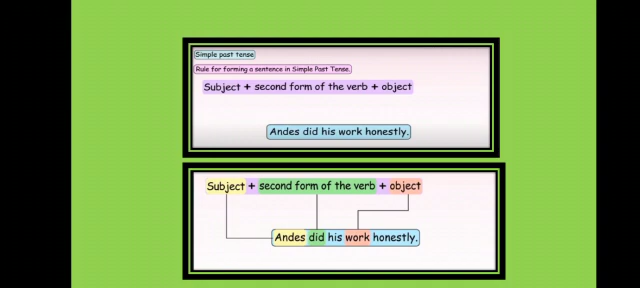 Simple past tense
Rule for forming a sentence in Simple Past Tense.
Subject + second form of the verb + object
Andes did his work honestly.
Subject + second form of the verb + object
Andes did his work honestly.